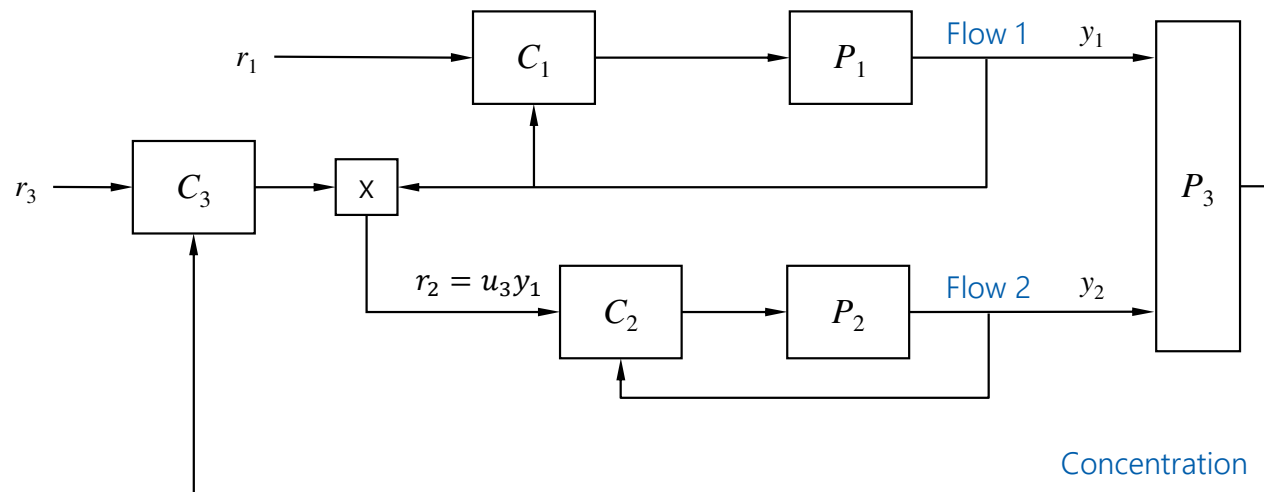 r₁
C₁
P₁
Flow 1
y₁
r₃
C₃
X
P₃
r₂ = u₃y₁
C₂
P₂
Flow 2
y₂
Concentration